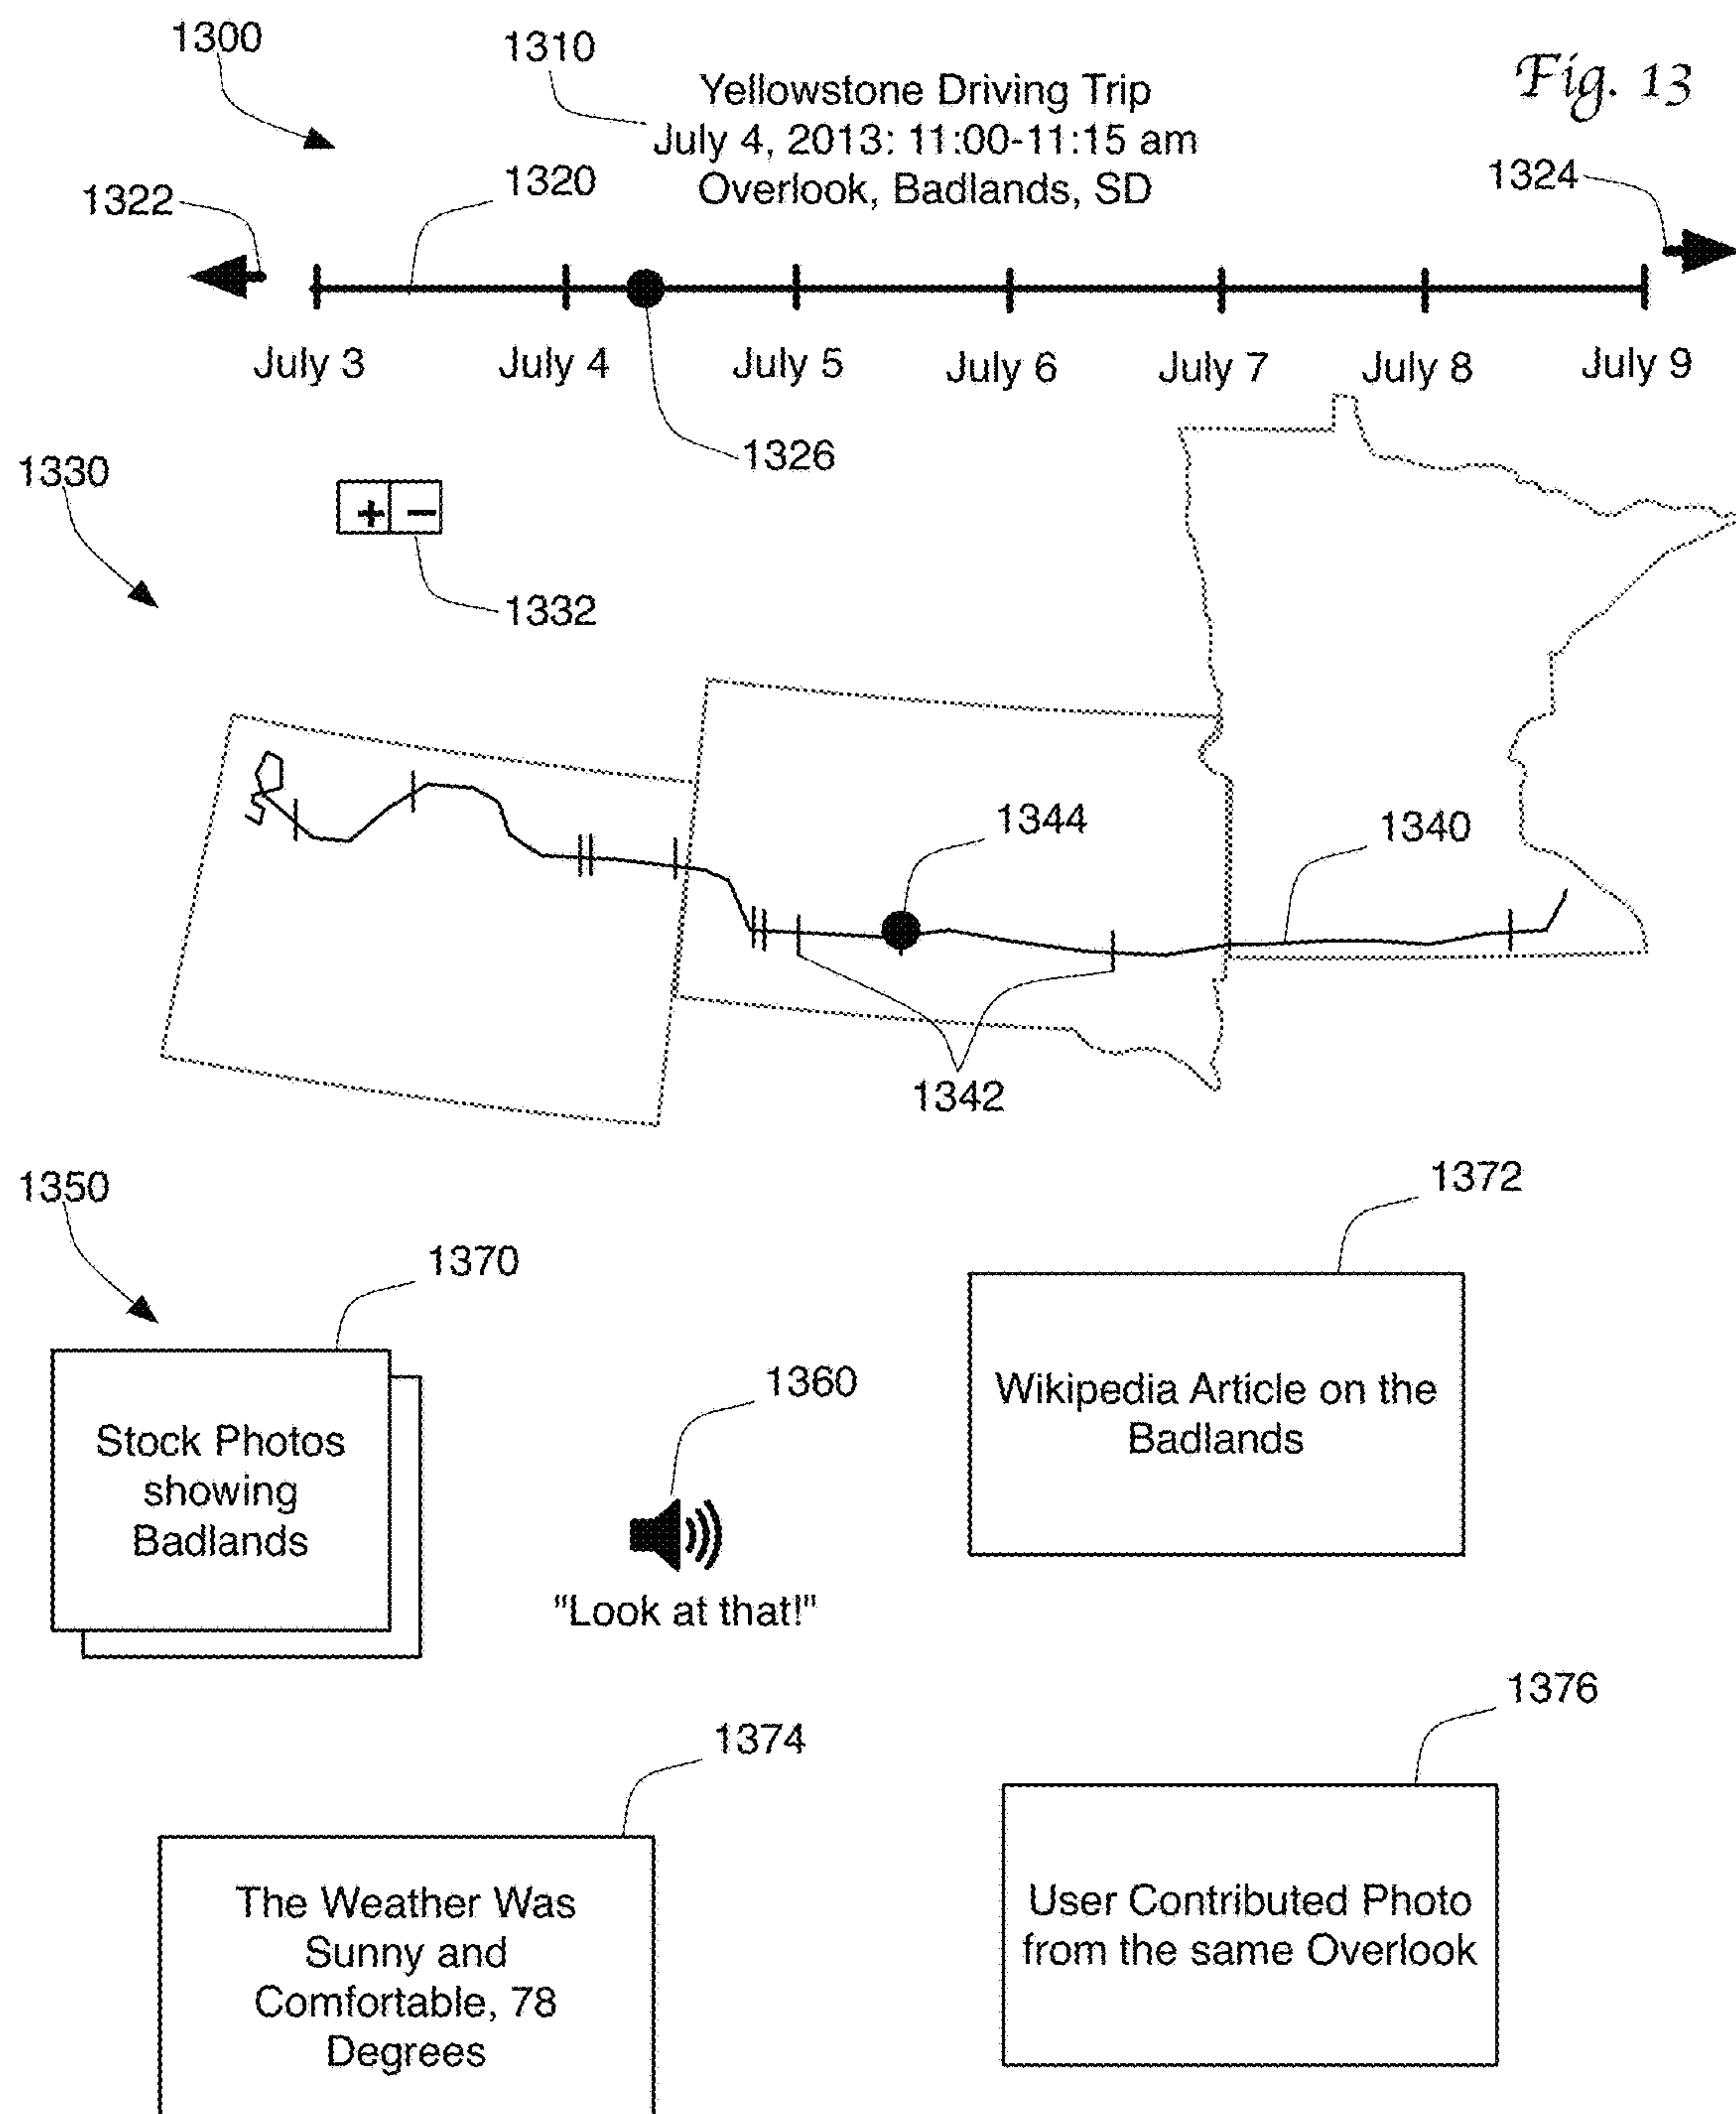 1300
1310
Fig. 13
Yellowstone Driving Trip
July 4, 2013: 11:00-11:15 am
Overlook, Badlands, SD
1322
1320
1324
July 3
July 4
July 5
July 6
July 7
July 8
July 9
1326
1330
+ −
1332
1344
1340
1342
1350
1372
1370
1360
Wikipedia Article on the
Badlands
Stock Photos
showing
Badlands
"Look at that!"
1376
1374
User Contributed Photo
from the same Overlook
The Weather Was
Sunny and
Comfortable, 78
Degrees